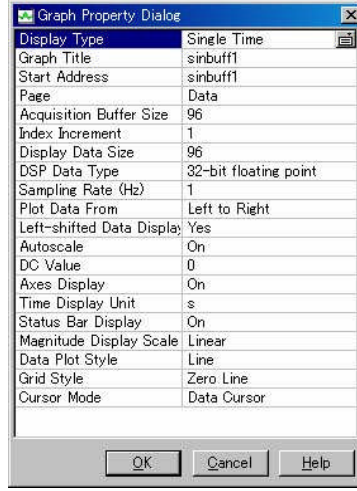 Graph Property Dialog
Display Type Single Time
Graph Title sinbuff1
Start Address sinbuff1
Page Data
Acquisition Buffer Size 96
Index Increment 1
Display Data Size 96
DSP Data Type 32-bit floating point
Sampling Rate (Hz) 1
Plot Data From Left to Right
Left-shifted Data Display Yes
Autoscale On
DC Value 0
Axes Display On
Time Display Unit s
Status Bar Display On
Magnitude Display Scale Linear
Data Plot Style Line
Grid Style Zero Line
Cursor Mode Data Cursor
OK Cancel Help